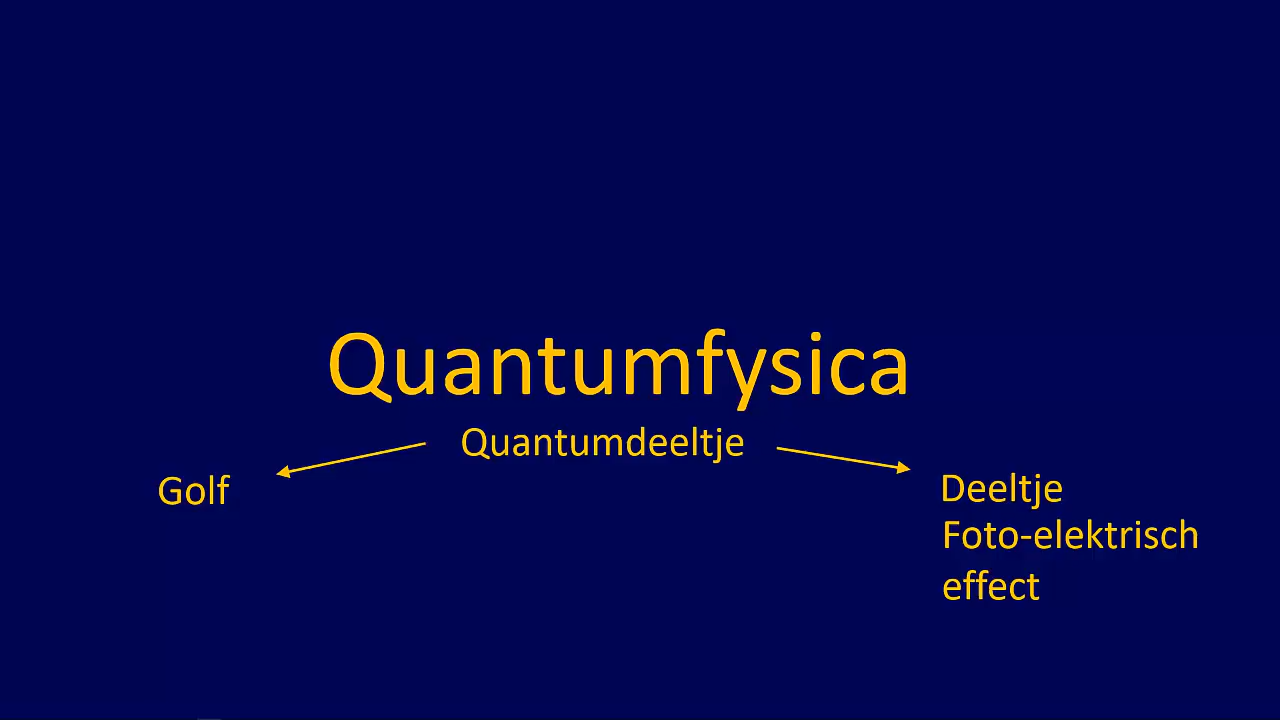 Quantumfysica
Quantumdeeltje
Golf
Deeltje
Foto-elektrisch
effect